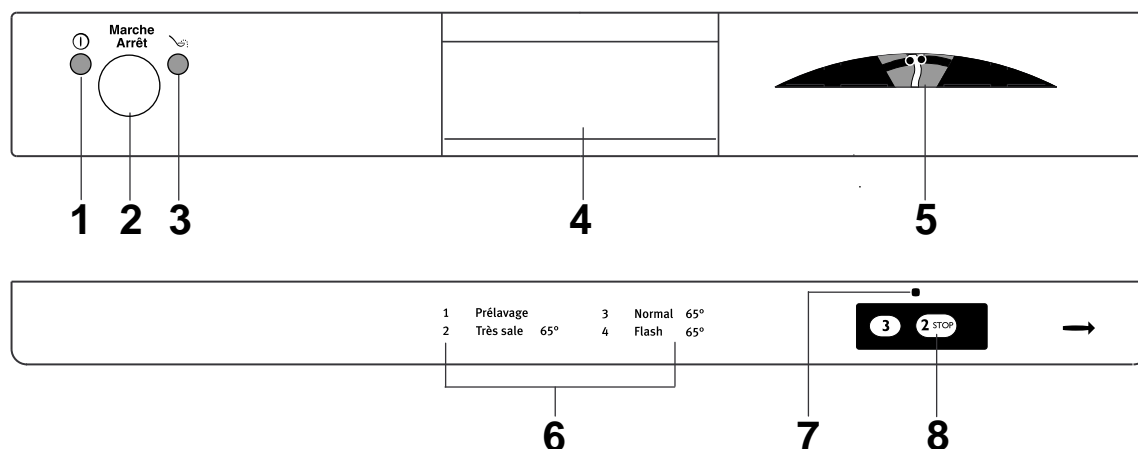 Marche
Arrêt
1 2 3 4 5
1 Prélavage 3 Normal 65°
2 Très sale 65° 4 Flash 65°
3 2 STOP
6 7 8